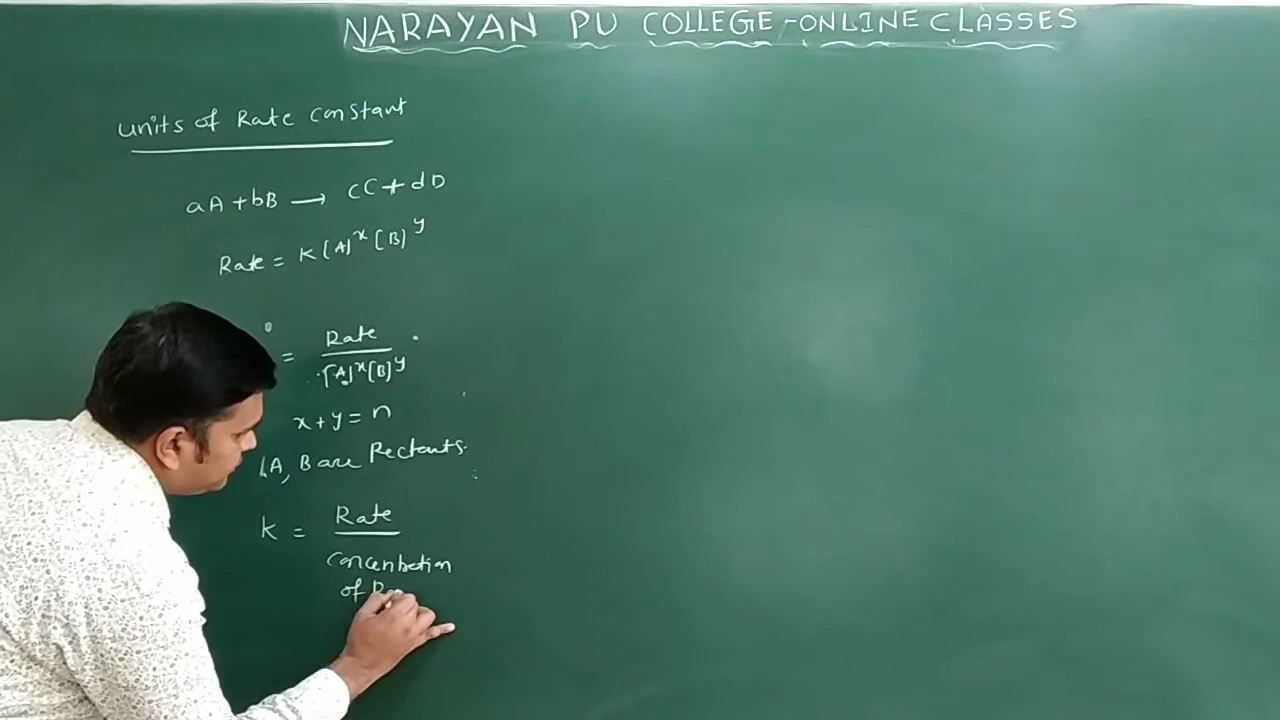 NARAYAN PU COLLEGE-ONLINE CLASSES
Units of Rate constant
aA + bB → cC + dD
Rate = K [A]^x [B]^y
= Rate / [A]^x [B]^y
x + y = n
A, B are Rectants.
k = Rate
Concentration
of